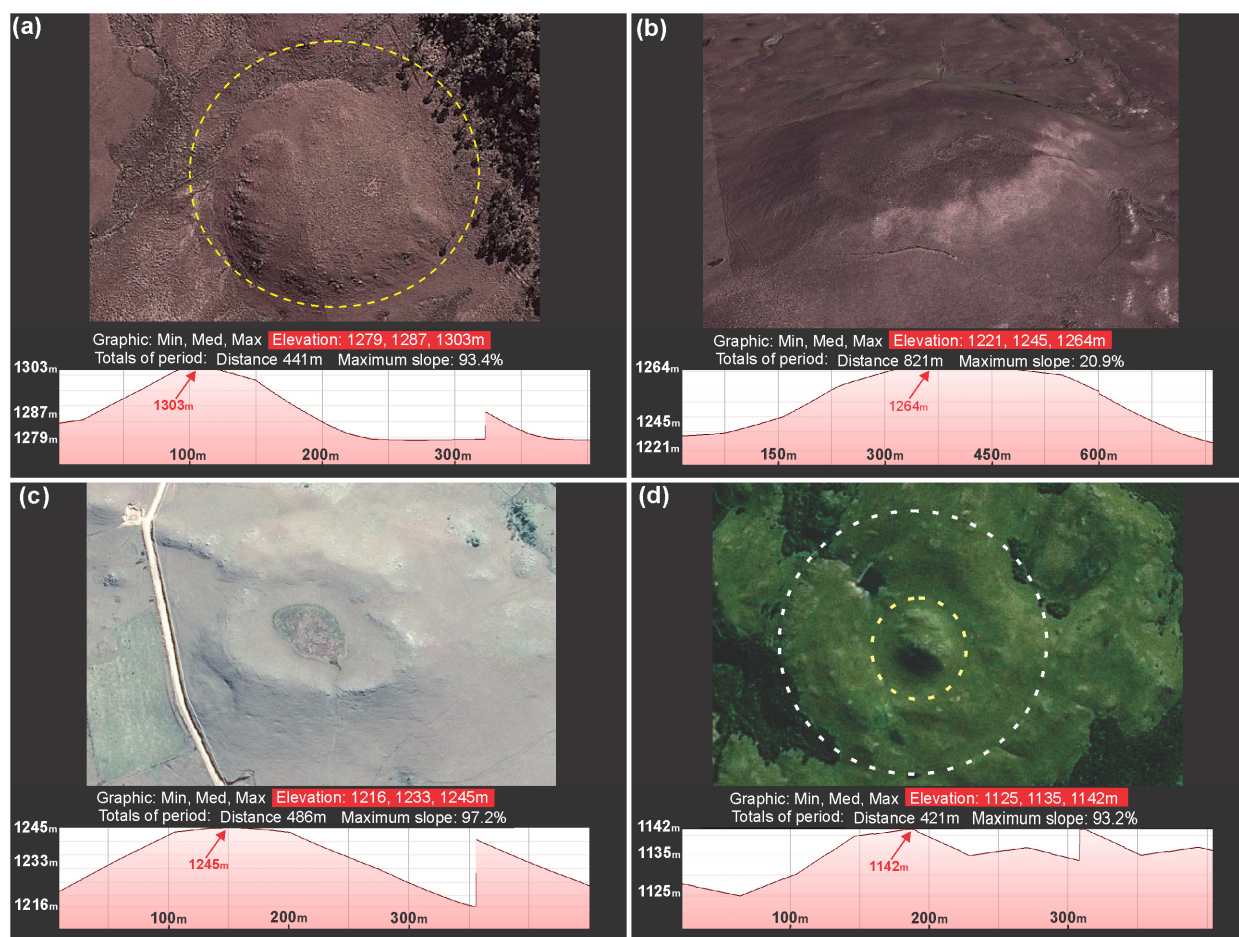 (a)
Graphic: Min, Med, Max Elevation: 1279, 1287, 1303m
Totals of period: Distance 441m Maximum slope: 93.4%
1303m
1303m
1287m
1279m
100m 200m 300m
(b)
Graphic: Min, Med, Max Elevation: 1221, 1245, 1264m
Totals of period: Distance 821m Maximum slope: 20.9%
1264m
1264m
1245m
1221m
150m 300m 450m 600m
(c)
Graphic: Min, Med, Max Elevation: 1216, 1233, 1245m
Totals of period: Distance 486m Maximum slope: 97.2%
1245m
1245m
1233m
1216m
100m 200m 300m
(d)
Graphic: Min, Med, Max Elevation: 1125, 1135, 1142m
Totals of period: Distance 421m Maximum slope: 93.2%
1142m
1135m
1142m
1125m
100m 200m 300m